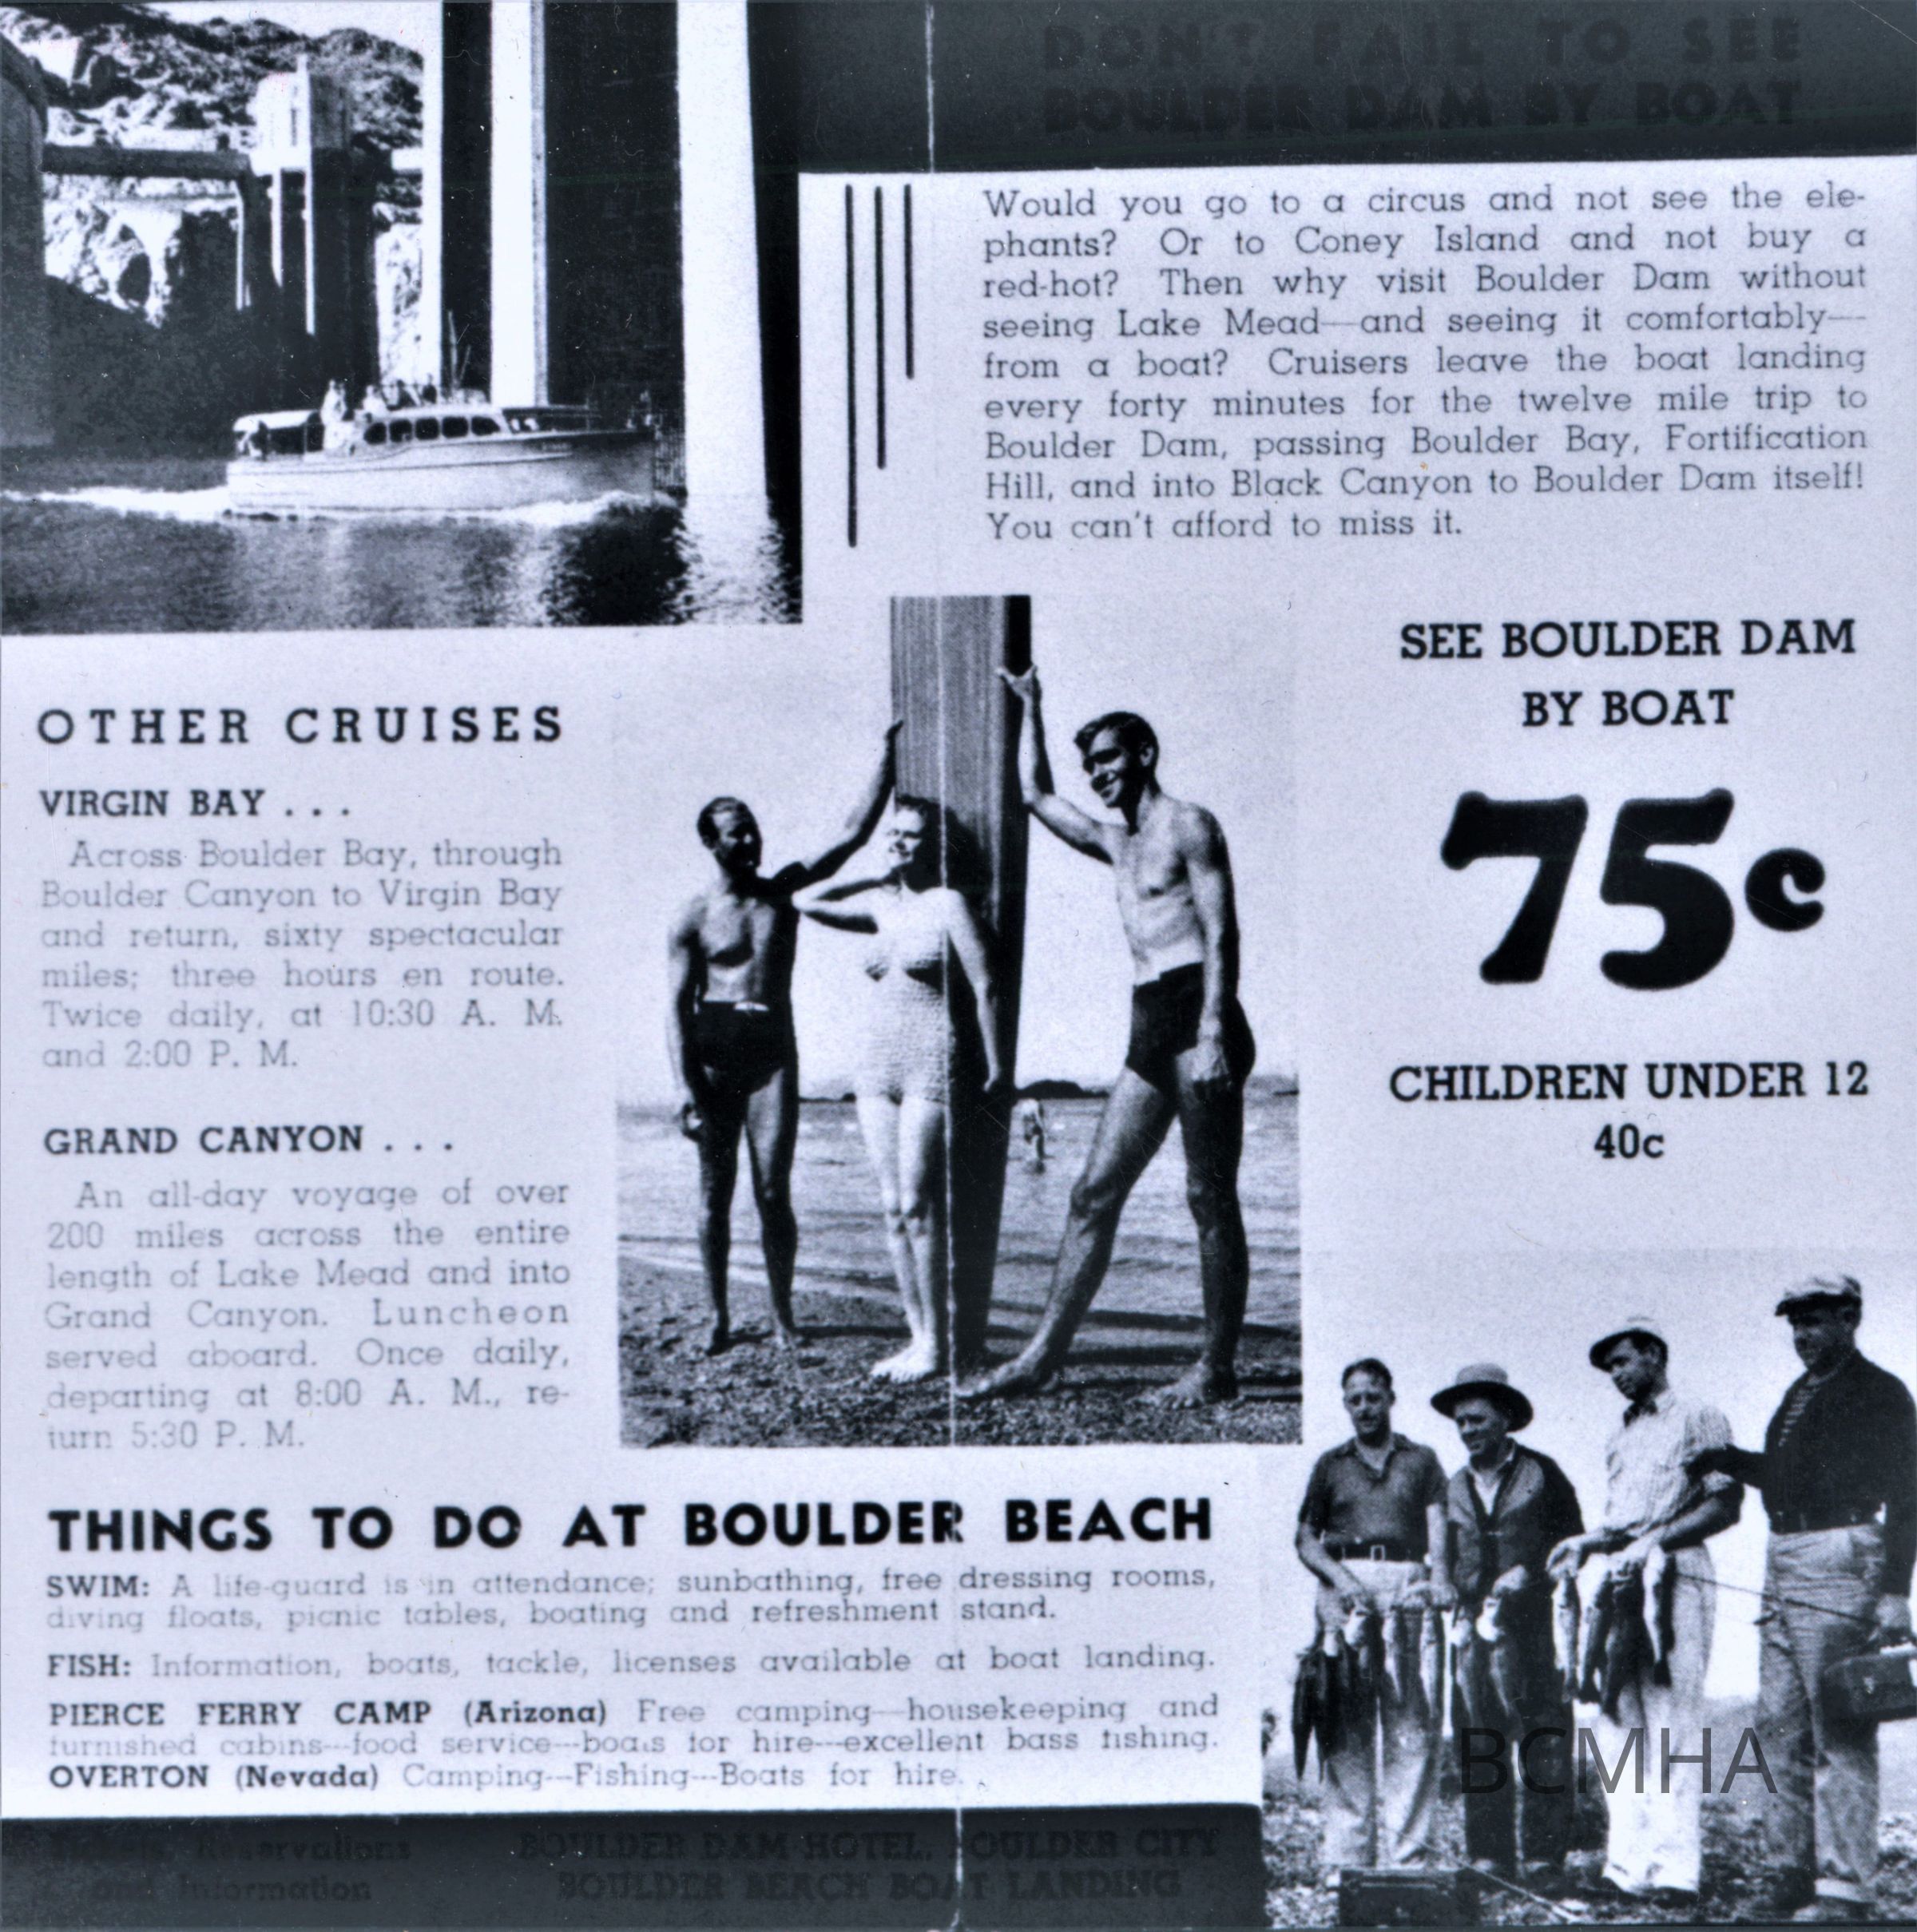 DON'T FAIL TO SEE
BOULDER DAM BY BOAT
Would you go to a circus and not see the ele-
phants? Or to Coney Island and not buy a
red-hot? Then why visit Boulder Dam without
seeing Lake Mead—and seeing it comfortably—
from a boat? Cruisers leave the boat landing
every forty minutes for the twelve mile trip to
Boulder Dam, passing Boulder Bay, Fortification
Hill, and into Black Canyon to Boulder Dam itself!
You can't afford to miss it.
SEE BOULDER DAM
BY BOAT
75c
CHILDREN UNDER 12
40c
OTHER CRUISES
VIRGIN BAY . . .
Across Boulder Bay, through
Boulder Canyon to Virgin Bay
and return, sixty spectacular
miles; three hours en route.
Twice daily, at 10:30 A. M.
and 2:00 P. M.
GRAND CANYON . . .
An all-day voyage of over
200 miles across the entire
length of Lake Mead and into
Grand Canyon. Luncheon
served aboard. Once daily,
departing at 8:00 A. M., re-
turn 5:30 P. M.
THINGS TO DO AT BOULDER BEACH
SWIM: A life-guard is in attendance; sunbathing, free dressing rooms,
diving floats, picnic tables, boating and refreshment stand.
FISH: Information, boats, tackle, licenses available at boat landing.
PIERCE FERRY CAMP (Arizona) Free camping—housekeeping and
furnished cabins---food service---boats for hire---excellent bass fishing.
OVERTON (Nevada) Camping---Fishing---Boats for hire.
Reservations
and Information
BOULDER DAM HOTEL, BOULDER CITY
BOULDER BEACH BOAT LANDING
BCMHA